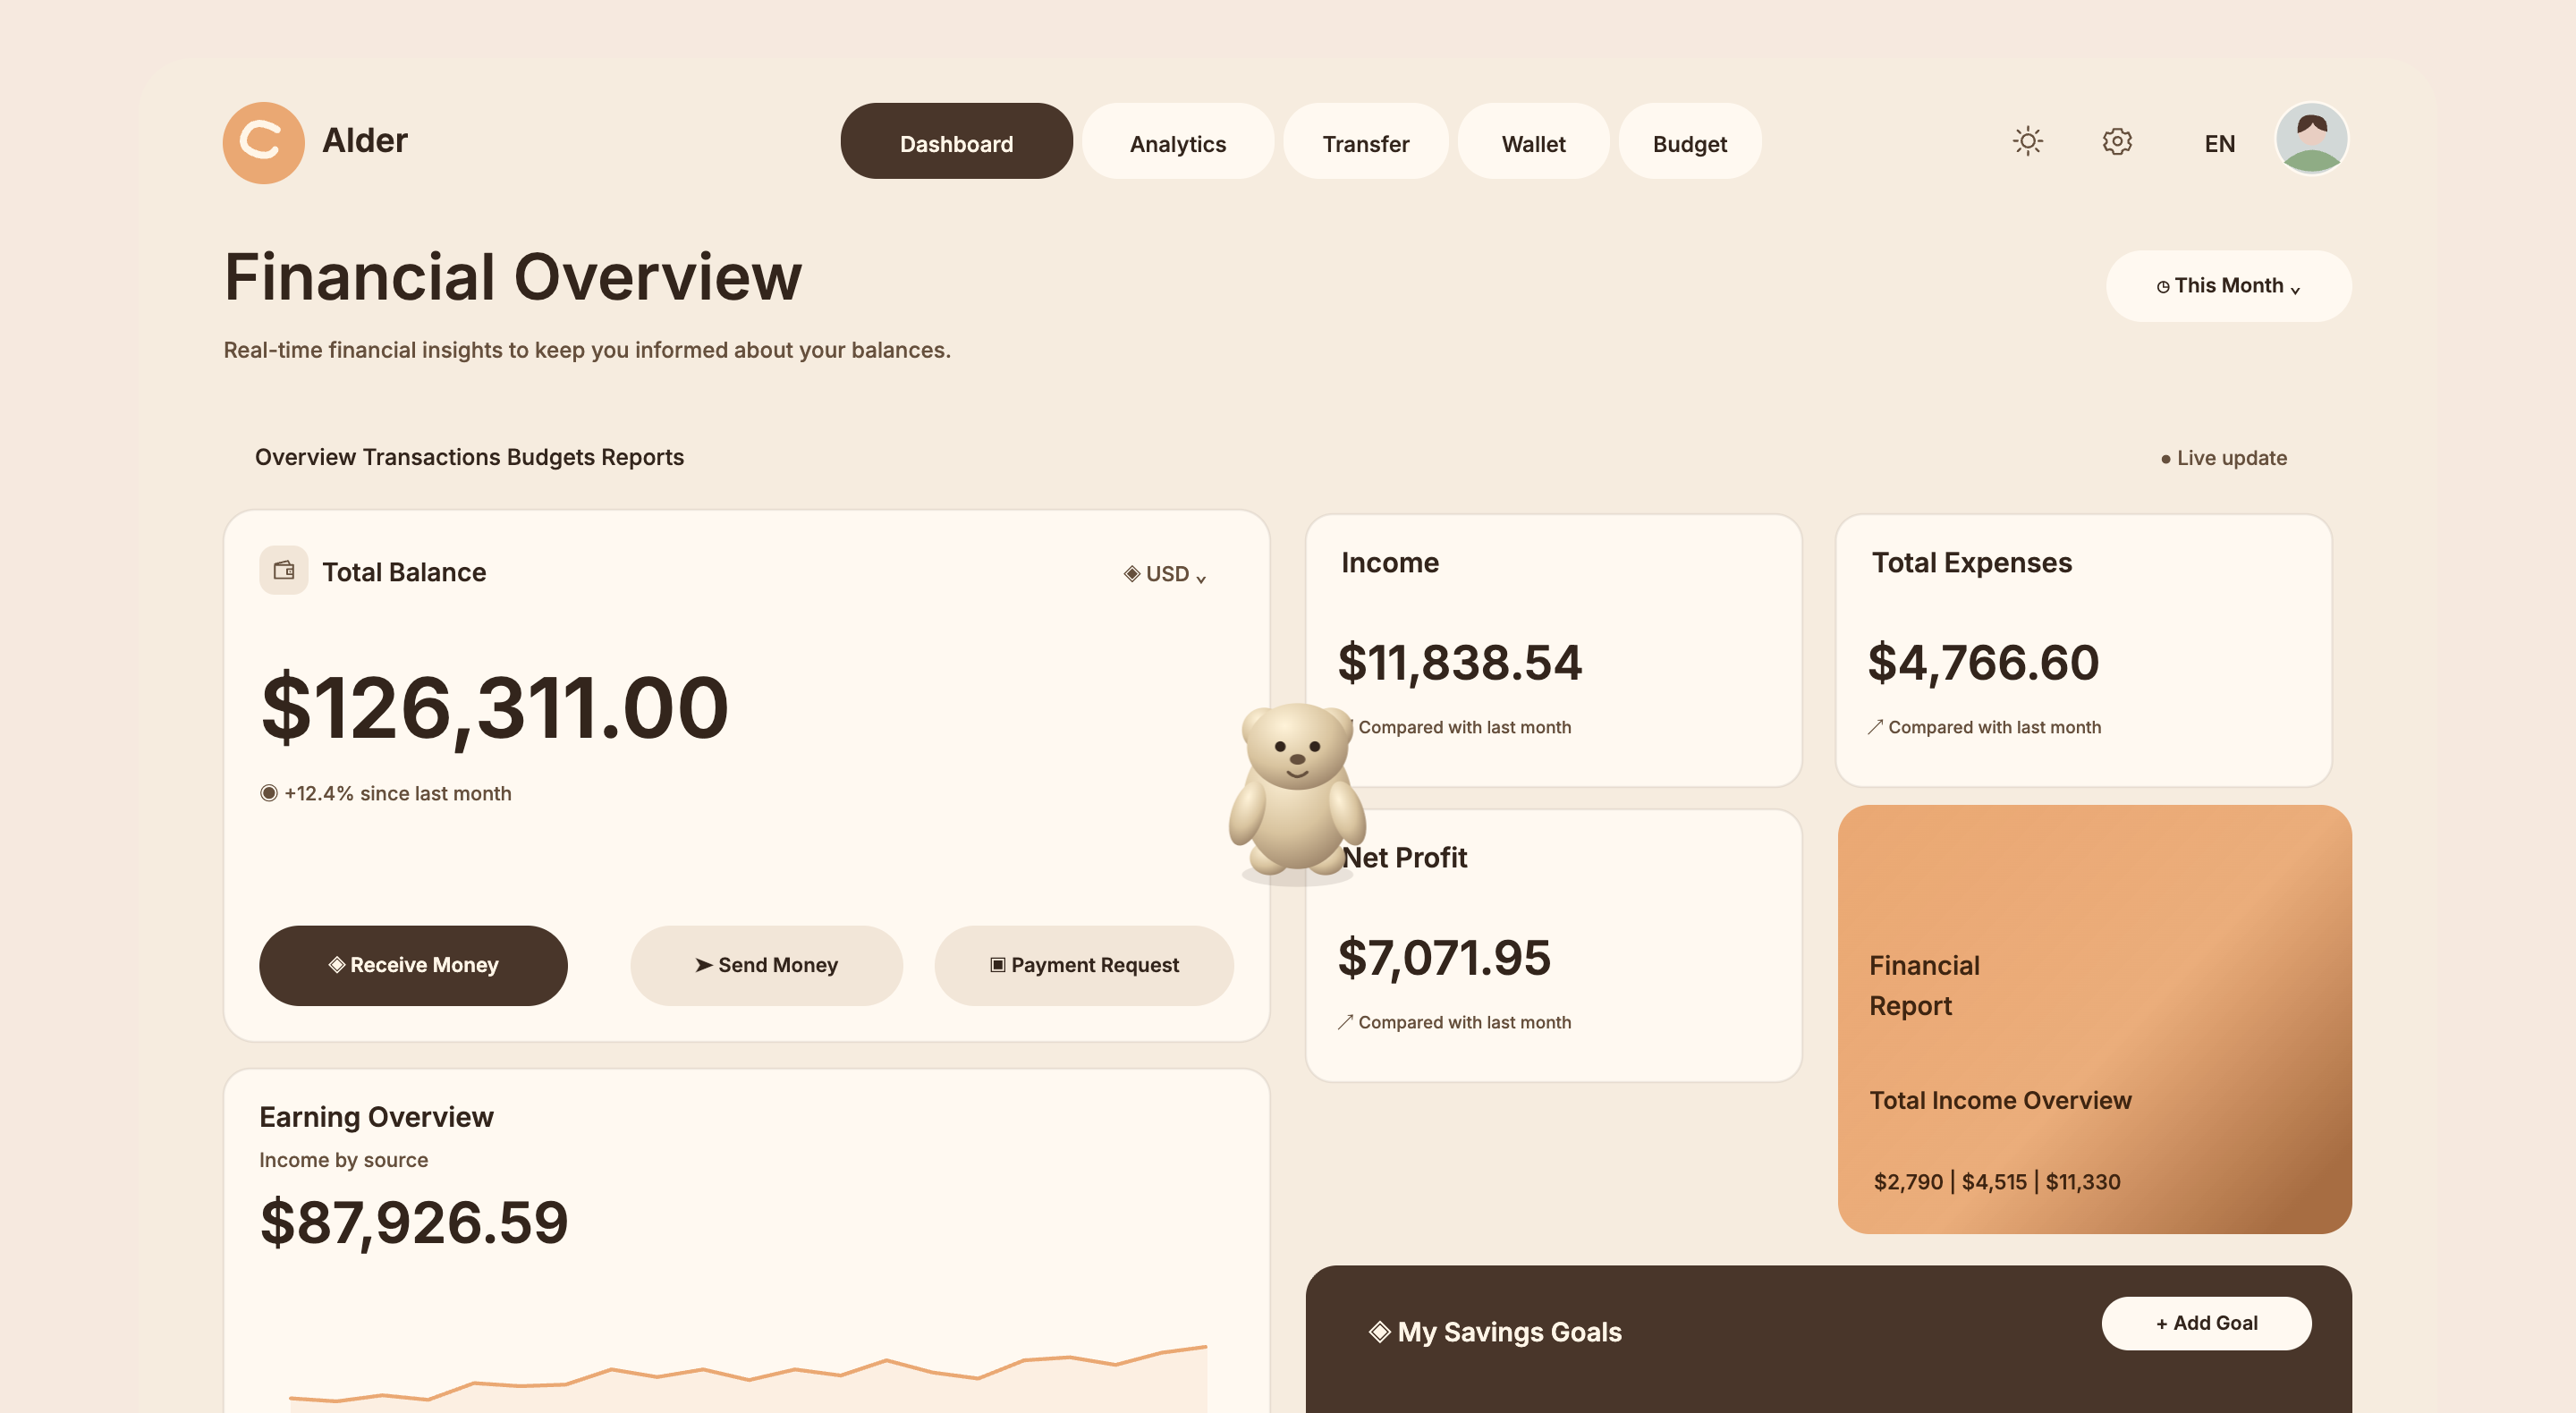 Alder
Dashboard
Analytics
Transfer
Wallet
Budget
EN
Financial Overview
This Month
Real-time financial insights to keep you informed about your balances.
Overview Transactions Budgets Reports
Live update
Total Balance
USD
$126,311.00
+12.4% since last month
Receive Money
Send Money
Payment Request
Income
$11,838.54
Compared with last month
Total Expenses
$4,766.60
Compared with last month
Net Profit
$7,071.95
Compared with last month
Financial
Report
Total Income Overview
$2,790 | $4,515 | $11,330
Earning Overview
Income by source
$87,926.59
My Savings Goals
+ Add Goal